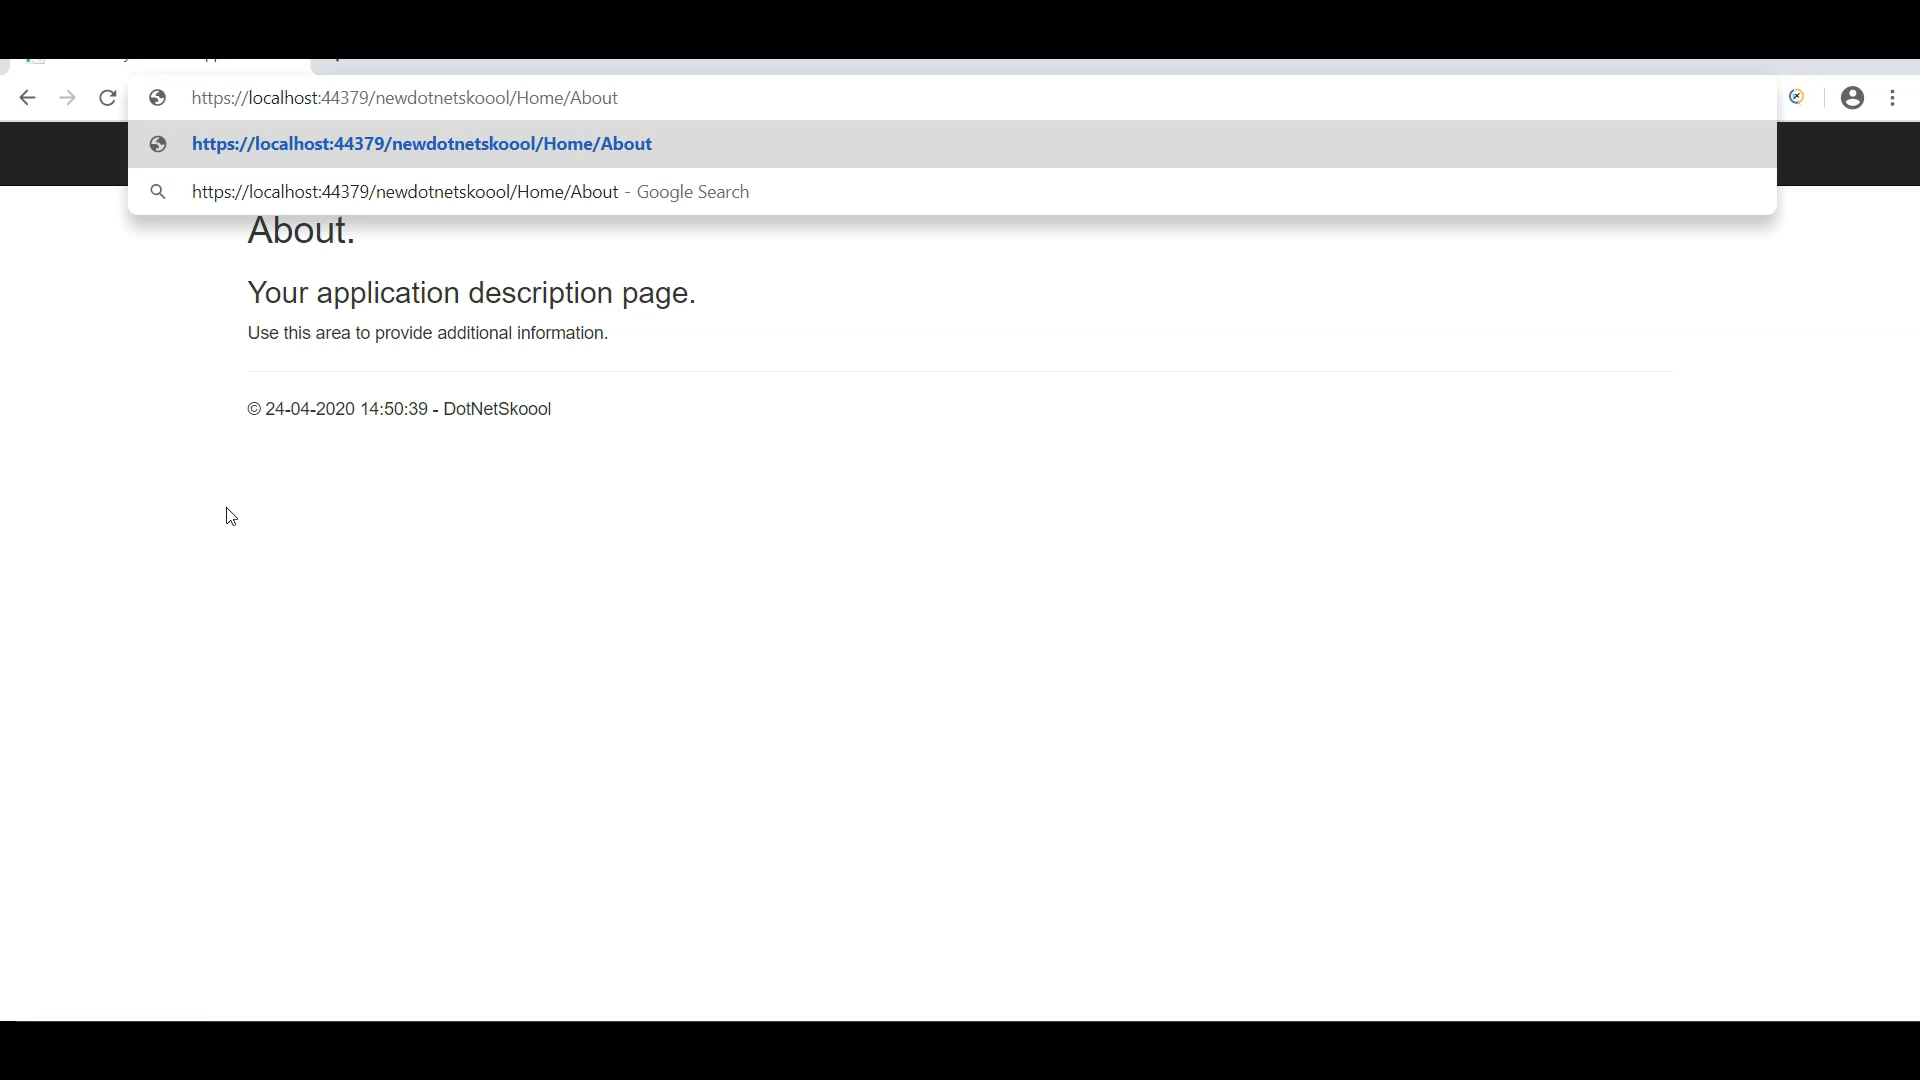 https://localhost:44379/newdotnetskoool/Home/About
https://localhost:44379/newdotnetskoool/Home/About
https://localhost:44379/newdotnetskoool/Home/About - Google Search
About.
Your application description page.
Use this area to provide additional information.
© 24-04-2020 14:50:39 - DotNetSkoool